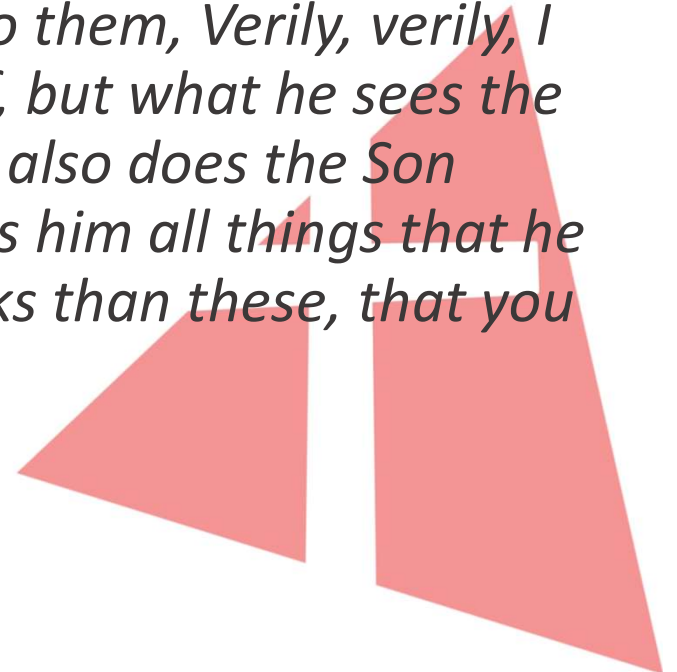 o them, Verily, verily, I
, but what he sees the
also does the Son
s him all things that he
ks than these, that you